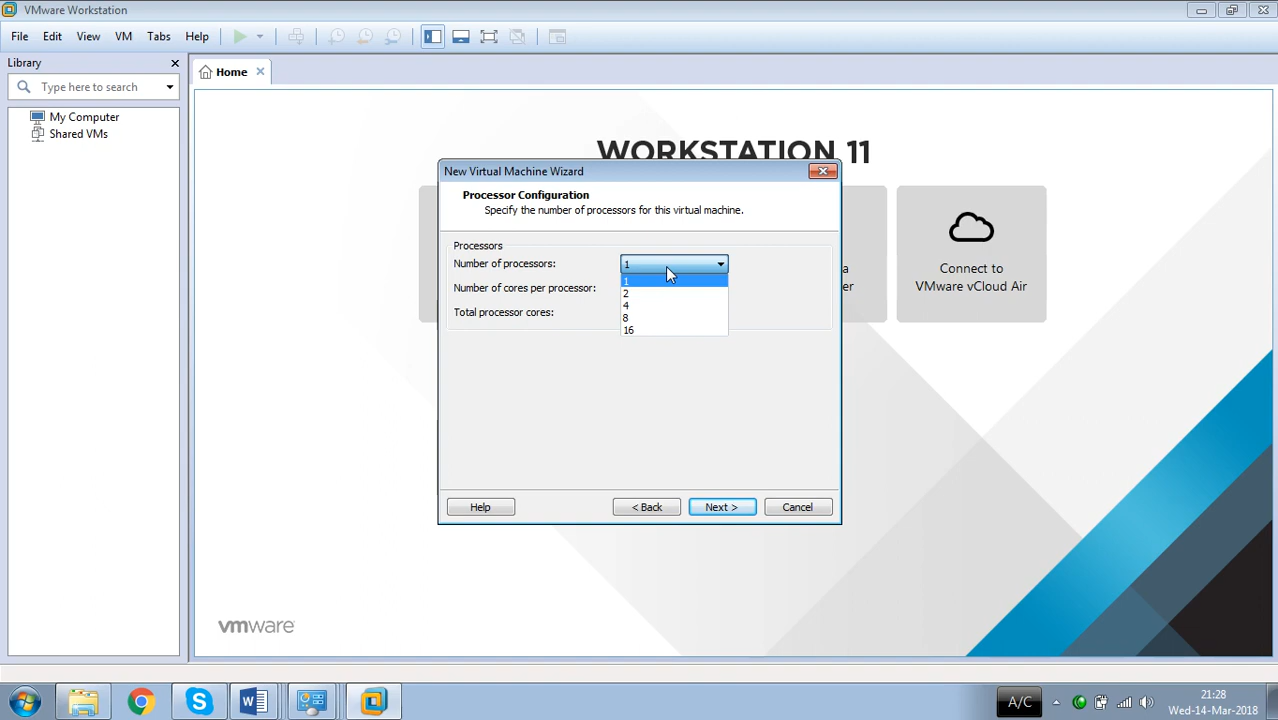 VMware Workstation
File Edit View VM Tabs Help
Library
Type here to search
My Computer
Shared VMs
Home
WORKSTATION 11
Connect to
VMware vCloud Air
a
er
New Virtual Machine Wizard
Processor Configuration
Specify the number of processors for this virtual machine.
Processors
Number of processors: 1
1
2
4
8
16
Number of cores per processor:
Total processor cores:
Help < Back Next > Cancel
vmware
A/C
21:28
Wed-14-Mar-2018